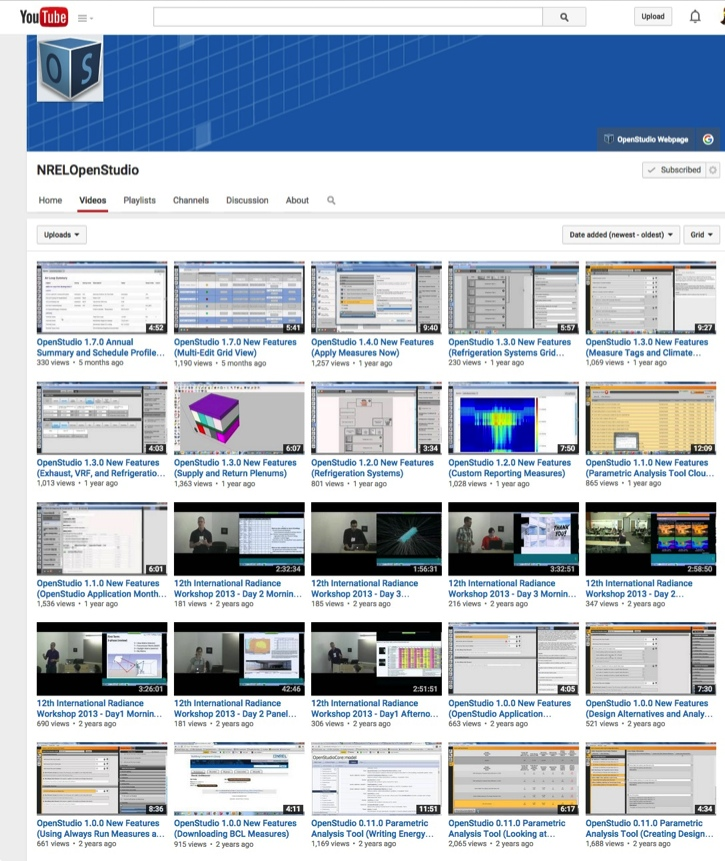 YouTube
Upload
OS
OpenStudio Webpage
NRELOpenStudio
Subscribed
Home Videos Playlists Channels Discussion About
Uploads
Date added (newest - oldest)
Grid
4:52 5:41 9:40 5:57 9:27
OpenStudio 1.7.0 Annual
Summary and Schedule Profile...
330 views • 5 months ago
OpenStudio 1.7.0 New Features
(Multi-Edit Grid View)
1,190 views • 5 months ago
OpenStudio 1.4.0 New Features
(Apply Measures Now)
1,257 views • 1 year ago
OpenStudio 1.3.0 New Features
(Refrigeration Systems Grid...
230 views • 1 year ago
OpenStudio 1.3.0 New Features
(Measure Tags and Climate...
1,069 views • 1 year ago
4:03 6:07 3:34 7:50 12:09
OpenStudio 1.3.0 New Features
(Exhaust, VRF, and Refrigeratio...
1,013 views • 1 year ago
OpenStudio 1.3.0 New Features
(Supply and Return Plenums)
1,363 views • 1 year ago
OpenStudio 1.2.0 New Features
(Refrigeration Systems)
801 views • 1 year ago
OpenStudio 1.2.0 New Features
(Custom Reporting Measures)
1,028 views • 1 year ago
OpenStudio 1.1.0 New Features
(Parametric Analysis Tool Clou...
865 views • 1 year ago
THANK
YOU!
6:01 2:32:34 1:56:31 3:32:51 2:58:50
OpenStudio 1.1.0 New Features
(OpenStudio Application Month...
1,536 views • 1 year ago
12th International Radiance
Workshop 2013 - Day 2 Mornin...
181 views • 2 years ago
12th International Radiance
Workshop 2013 - Day 3...
185 views • 2 years ago
12th International Radiance
Workshop 2013 - Day 3 Mornin...
216 views • 2 years ago
12th International Radiance
Workshop 2013 - Day 2...
347 views • 2 years ago
3:26:01 42:46 2:51:51 4:05 7:30
12th International Radiance
Workshop 2013 - Day1 Mornin...
690 views • 2 years ago
12th International Radiance
Workshop 2013 - Day 2 Panel...
181 views • 2 years ago
12th International Radiance
Workshop 2013 - Day1 Afterno...
306 views • 2 years ago
OpenStudio 1.0.0 New Features
(OpenStudio Application...
663 views • 2 years ago
OpenStudio 1.0.0 New Features
(Design Alternatives and Analy...
521 views • 2 years ago
OpenStudioCore model
8:36 4:11 11:51 6:17 4:34
OpenStudio 1.0.0 New Features
(Using Always Run Measures a...
661 views • 2 years ago
OpenStudio 1.0.0 New Features
(Downloading BCL Measures)
915 views • 2 years ago
OpenStudio 0.11.0 Parametric
Analysis Tool (Writing Energy...
1,169 views • 2 years ago
OpenStudio 0.11.0 Parametric
Analysis Tool (Looking at...
2,065 views • 2 years ago
OpenStudio 0.11.0 Parametric
Analysis Tool (Creating Design...
1,688 views • 2 years ago